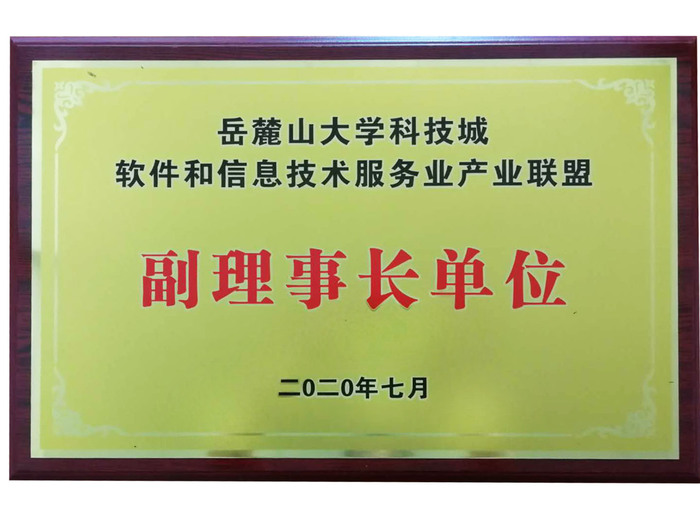 岳麓山大学科技城
软件和信息技术服务业产业联盟
副理事长单位
二0二0年七月